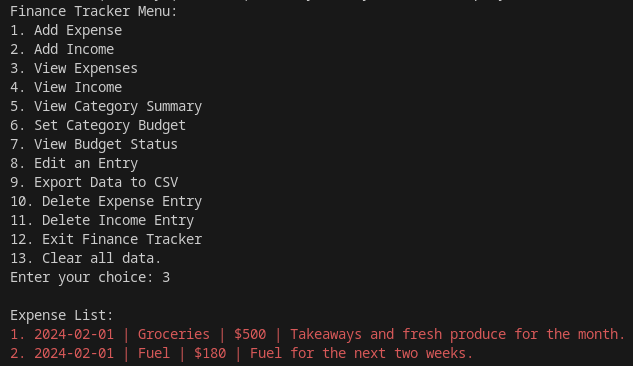 Finance Tracker Menu:
1. Add Expense
2. Add Income
3. View Expenses
4. View Income
5. View Category Summary
6. Set Category Budget
7. View Budget Status
8. Edit an Entry
9. Export Data to CSV
10. Delete Expense Entry
11. Delete Income Entry
12. Exit Finance Tracker
13. Clear all data.
Enter your choice: 3
Expense List:
1. 2024-02-01 | Groceries | $500 | Takeaways and fresh produce for the month.
2. 2024-02-01 | Fuel | $180 | Fuel for the next two weeks.